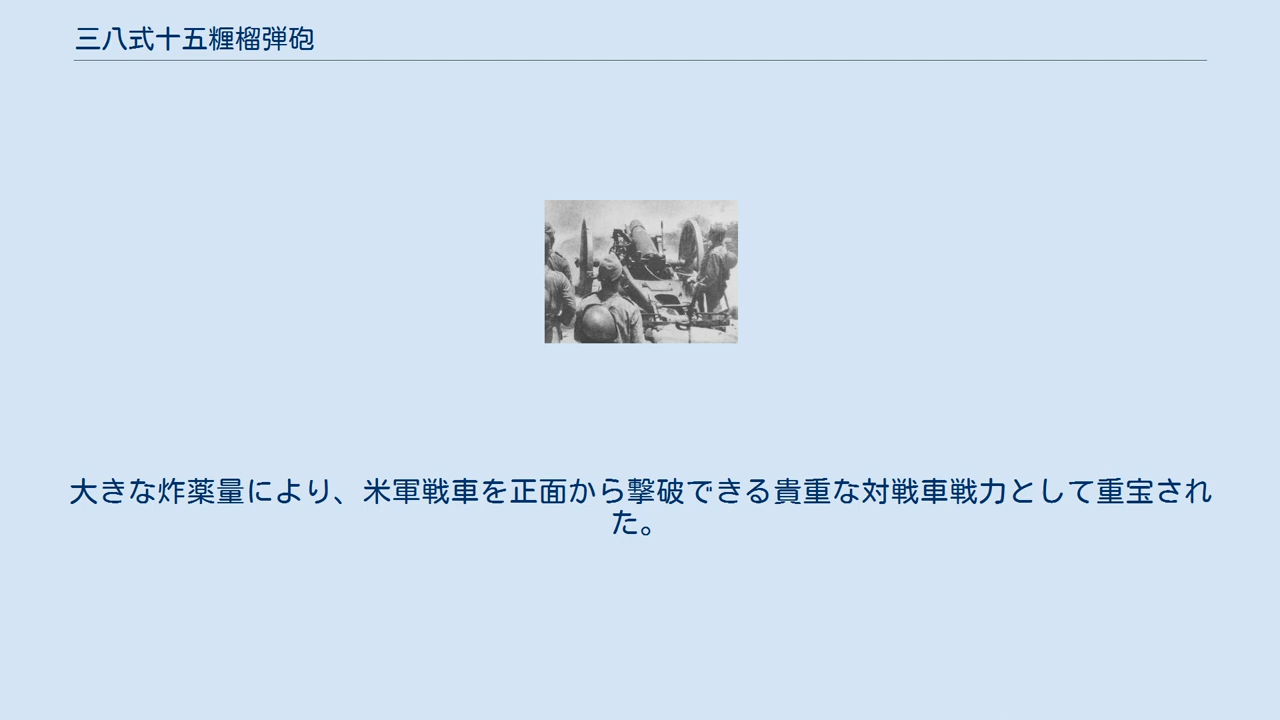 三八式十五糎榴弾砲
大きな炸薬量により、米軍戦車を正面から撃破できる貴重な対戦車戦力として重宝され
た。